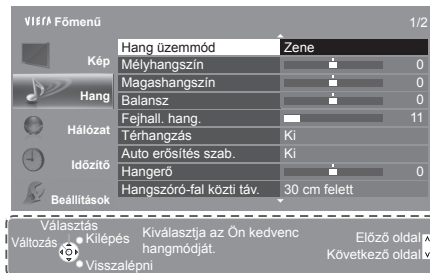 VIErA Főmenü 1/2
Kép
Hang
Hálózat
Időzítő
Beállítások
Hang üzemmód Zene
Mélyhangszín 0
Magashangszín 0
Balansz 0
Fejhall. hang. 11
Térhangzás Ki
Auto erősítés szab. Ki
Hangerő 0
Hangszóró-fal közti táv. 30 cm felett
Választás
Változás
Kilépés
Visszalépni
Kiválasztja az Ön kedvenc
hangmódját.
Előző oldal
Következő oldal